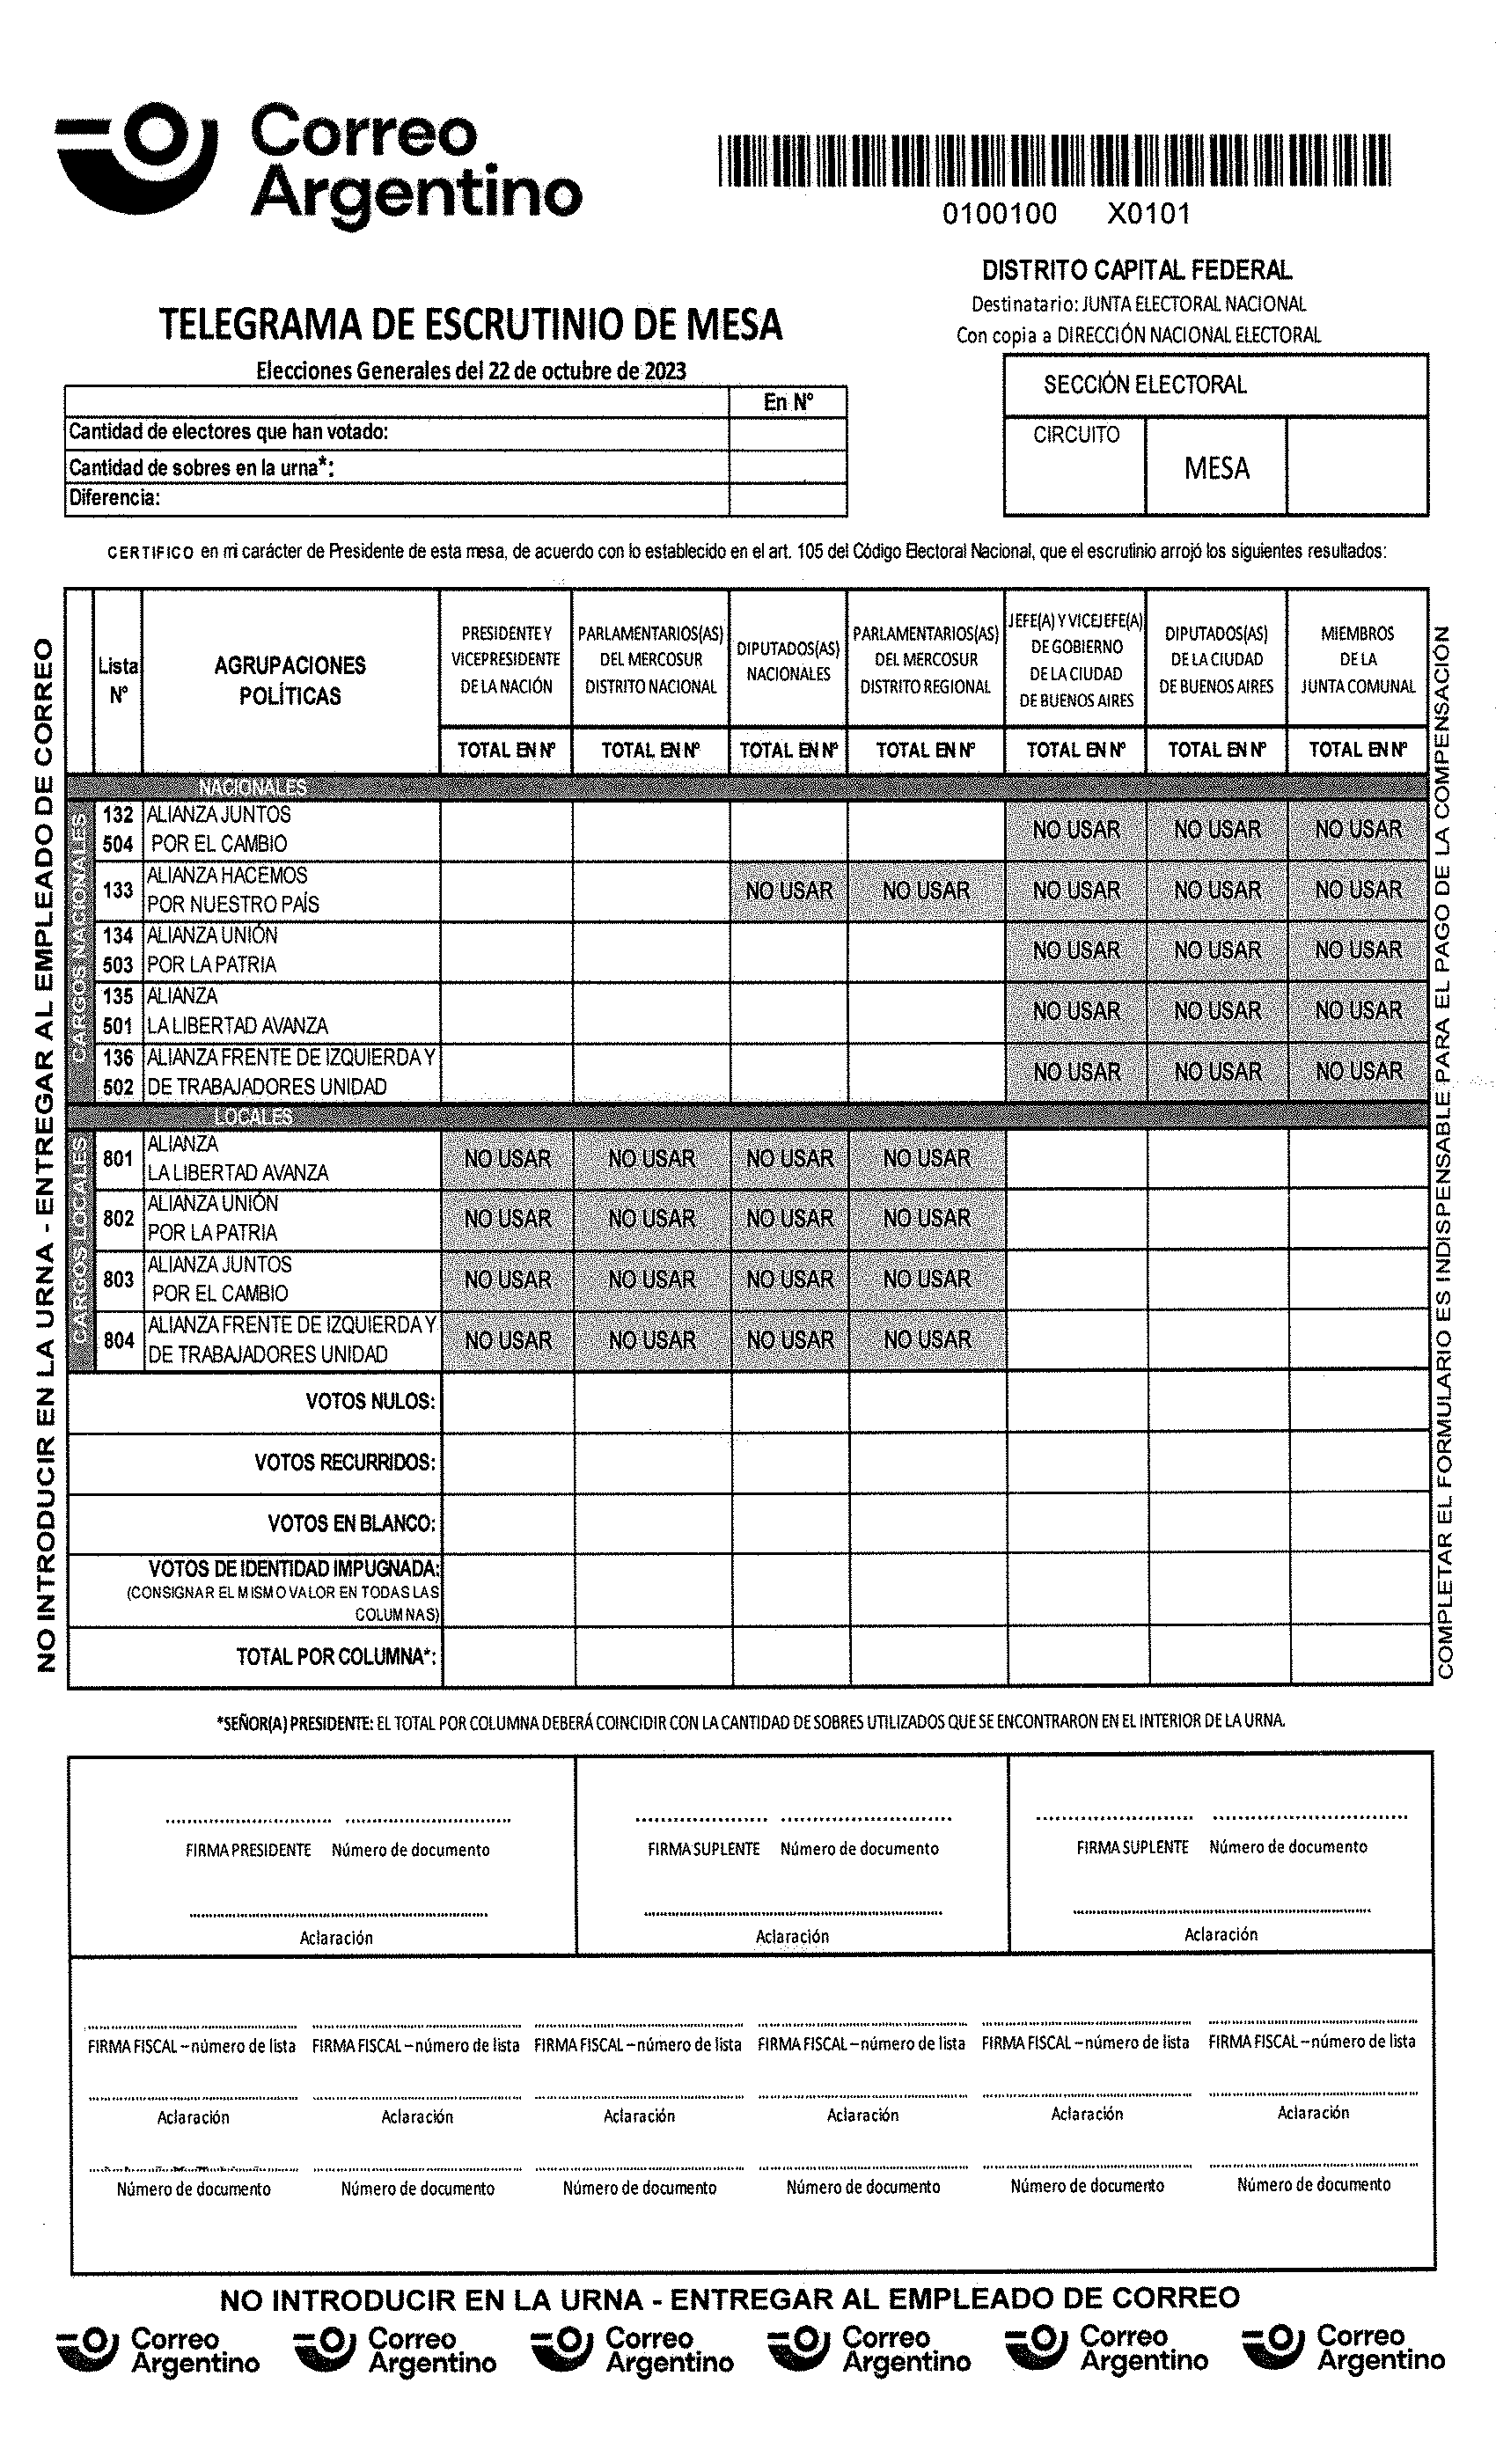 Correo
Argentino
0100100 X0101
DISTRITO CAPITAL FEDERAL
Destinatario: JUNTA ELECTORAL NACIONAL
Con copia a DIRECCIÓN NACIONAL ELECTORAL
TELEGRAMA DE ESCRUTINIO DE MESA
Elecciones Generales del 22 de octubre de 2023
En Nº
Cantidad de electores que han votado:
Cantidad de sobres en la urna*:
Diferencia:
SECCIÓN ELECTORAL
CIRCUITO
MESA
CERTIFICO en mi carácter de Presidente de esta mesa, de acuerdo con lo establecido en el art. 105 del Código Electoral Nacional, que el escrutinio arrojó los siguientes resultados:
NO INTRODUCIR EN LA URNA - ENTREGAR AL EMPLEADO DE CORREO
Lista
Nº
AGRUPACIONES
POLÍTICAS
PRESIDENTE Y
VICEPRESIDENTE
DE LA NACIÓN
PARLAMENTARIOS(AS)
DEL MERCOSUR
DISTRITO NACIONAL
DIPUTADOS(AS)
NACIONALES
PARLAMENTARIOS(AS)
DEL MERCOSUR
DISTRITO REGIONAL
JEFE(A) Y VICEJEFE(A)
DE GOBIERNO
DE LA CIUDAD
DE BUENOS AIRES
DIPUTADOS(AS)
DE LA CIUDAD
DE BUENOS AIRES
MIEMBROS
DE LA
JUNTA COMUNAL
TOTAL EN Nº TOTAL EN Nº TOTAL EN Nº TOTAL EN Nº TOTAL EN Nº TOTAL EN Nº TOTAL EN Nº
NACIONALES
CARGOS NACIONALES
132 ALIANZA JUNTOS
504 POR EL CAMBIO
NO USAR NO USAR NO USAR
133
ALIANZA HACEMOS
POR NUESTRO PAÍS
NO USAR NO USAR NO USAR NO USAR NO USAR
134 ALIANZA UNIÓN
503 POR LA PATRIA
NO USAR NO USAR NO USAR
135 ALIANZA
501 LA LIBERTAD AVANZA
NO USAR NO USAR NO USAR
136 ALIANZA FRENTE DE IZQUIERDA Y
502 DE TRABAJADORES UNIDAD
NO USAR NO USAR NO USAR
LOCALES
CARGOS LOCALES
801
ALIANZA
LA LIBERTAD AVANZA
NO USAR NO USAR NO USAR NO USAR
802
ALIANZA UNIÓN
POR LA PATRIA
NO USAR NO USAR NO USAR NO USAR
803
ALIANZA JUNTOS
POR EL CAMBIO
NO USAR NO USAR NO USAR NO USAR
804
ALIANZA FRENTE DE IZQUIERDA Y
DE TRABAJADORES UNIDAD
NO USAR NO USAR NO USAR NO USAR
VOTOS NULOS:
VOTOS RECURRIDOS:
VOTOS EN BLANCO:
VOTOS DE IDENTIDAD IMPUGNADA:
(CONSIGNAR EL MISMO VALOR EN TODAS LAS
COLUMNAS)
TOTAL POR COLUMNA*:
COMPLETAR EL FORMULARIO ES INDISPENSABLE PARA EL PAGO DE LA COMPENSACIÓN
*SEÑOR(A) PRESIDENTE: EL TOTAL POR COLUMNA DEBERÁ COINCIDIR CON LA CANTIDAD DE SOBRES UTILIZADOS QUE SE ENCONTRARON EN EL INTERIOR DE LA URNA.
FIRMA PRESIDENTE Número de documento
Aclaración
FIRMA SUPLENTE Número de documento
Aclaración
FIRMA SUPLENTE Número de documento
Aclaración
FIRMA FISCAL – número de lista FIRMA FISCAL – número de lista FIRMA FISCAL – número de lista FIRMA FISCAL – número de lista FIRMA FISCAL – número de lista FIRMA FISCAL – número de lista
Aclaración Aclaración Aclaración Aclaración Aclaración Aclaración
Número de documento Número de documento Número de documento Número de documento Número de documento Número de documento
NO INTRODUCIR EN LA URNA - ENTREGAR AL EMPLEADO DE CORREO
Correo Correo Correo Correo Correo Correo
Argentino Argentino Argentino Argentino Argentino Argentino